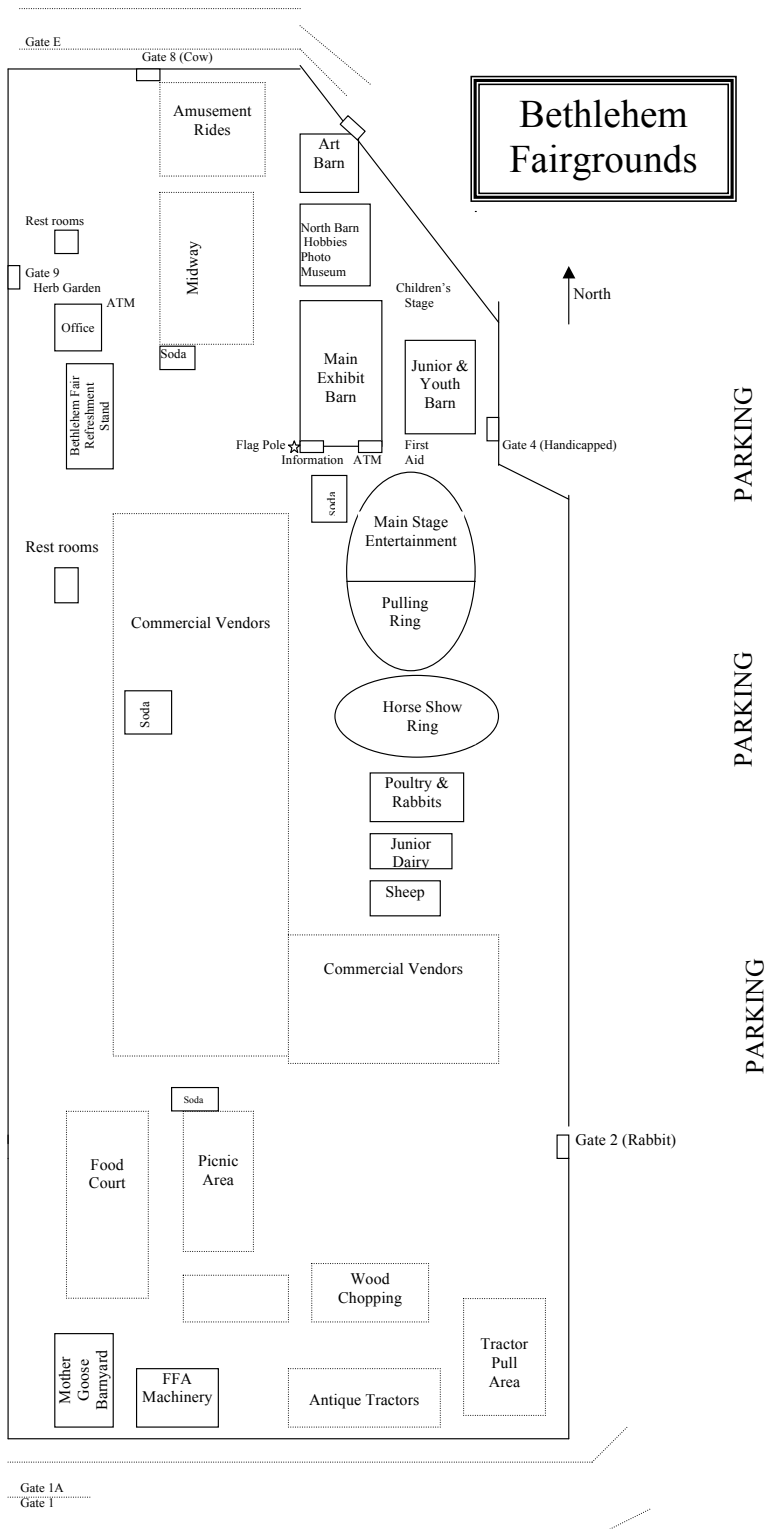 Gate E
Gate 8 (Cow)
Bethlehem
Fairgrounds
Amusement
Rides
Art
Barn
Rest rooms
North Barn
Hobbies
Photo
Museum
Midway
Gate 9
Herb Garden
ATM
Children's
Stage
North
Office
Soda
Main
Exhibit
Barn
Junior &
Youth
Barn
Bethlehem Fair
Refreshment
Stand
PARKING
Flag Pole
Information
ATM
First
Aid
Gate 4 (Handicapped)
Soda
Main Stage
Entertainment
Rest rooms
Pulling
Ring
Commercial Vendors
PARKING
Soda
Horse Show
Ring
Poultry &
Rabbits
Junior
Dairy
Sheep
Commercial Vendors
PARKING
Soda
Gate 2 (Rabbit)
Food
Court
Picnic
Area
Wood
Chopping
Tractor
Pull
Area
Mother
Goose
Barnyard
FFA
Machinery
Antique Tractors
Gate 1A
Gate 1